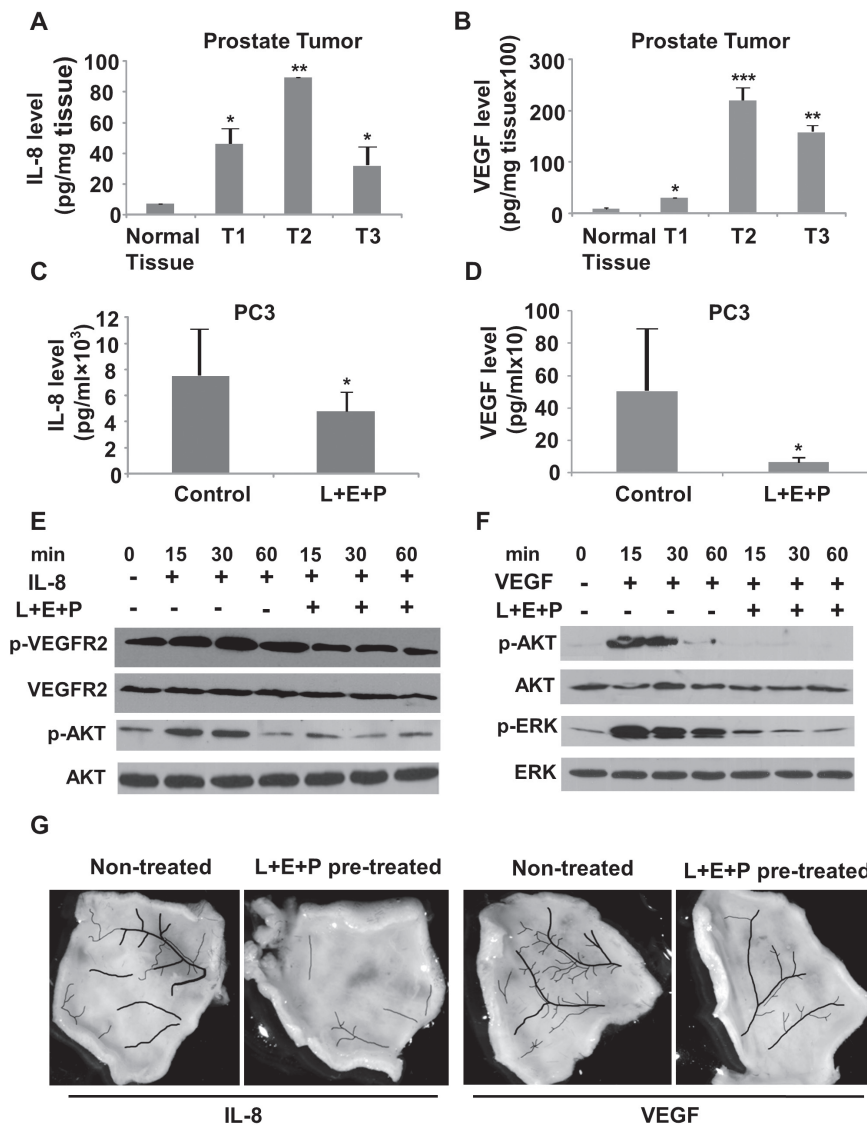 A
Prostate Tumor
IL-8 level
(pg/mg tissue)
100
80
60
40
20
0
*
**
*
Normal
Tissue
T1
T2
T3
B
Prostate Tumor
VEGF level
(pg/mg tissuex100)
300
200
100
0
*
***
**
Normal
Tissue
T1
T2
T3
C
PC3
IL-8 level
(pg/ml×10³)
12
10
8
6
4
2
0
*
Control
L+E+P
D
PC3
VEGF level
(pg/mlx10)
100
80
60
40
20
0
*
Control
L+E+P
E
min 0 15 30 60 15 30 60
IL-8 - + + + + + +
L+E+P - - - - + + +
p-VEGFR2
VEGFR2
p-AKT
AKT
F
min 0 15 30 60 15 30 60
VEGF - + + + + + +
L+E+P - - - - + + +
p-AKT
AKT
p-ERK
ERK
G
Non-treated
L+E+P pre-treated
Non-treated
L+E+P pre-treated
IL-8
VEGF